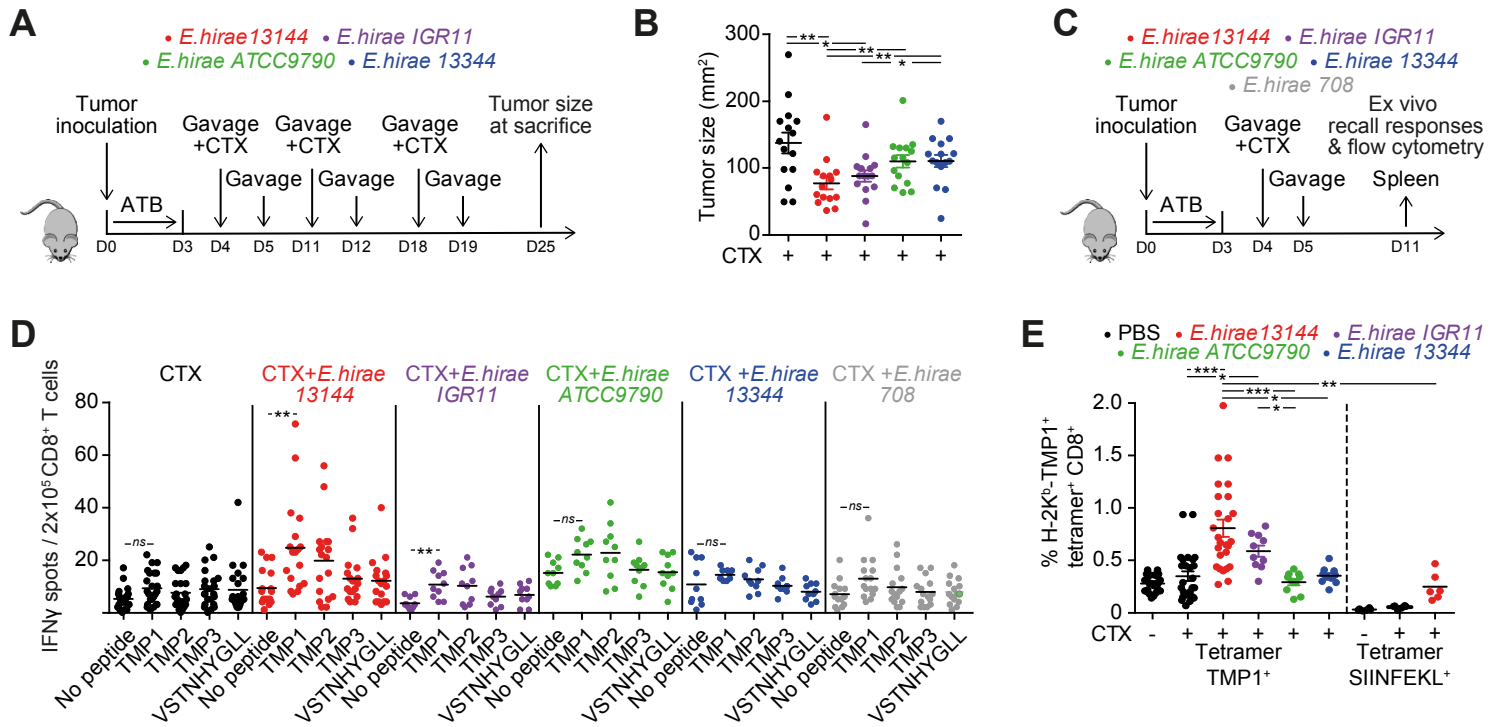 A
• E.hirae13144 • E.hirae IGR11
• E.hirae ATCC9790 • E.hirae 13344
Tumor
inoculation
Gavage
+CTX
Gavage
+CTX
Gavage
+CTX
Tumor size
at sacrifice
ATB
Gavage
Gavage
Gavage
D0
D3
D4
D5
D11
D12
D18
D19
D25
B
Tumor size (mm²)
300
200
100
0
**
*
**
**
*
CTX + + + + +
C
• E.hirae13144 • E.hirae IGR11
• E.hirae ATCC9790 • E.hirae 13344
• E.hirae 708
Tumor
inoculation
Gavage
+CTX
Ex vivo
recall responses
& flow cytometry
ATB
Gavage
Spleen
D0
D3
D4
D5
D11
D
IFNγ spots / 2x10⁵ CD8⁺ T cells
80
60
40
20
0
CTX
CTX+E.hirae
13144
CTX+E.hirae
IGR11
CTX+E.hirae
ATCC9790
CTX +E.hirae
13344
CTX +E.hirae
708
ns
**
**
ns
ns
ns
No peptide
TMP1
TMP2
TMP3
VSTNHYGLL
No peptide
TMP1
TMP2
TMP3
VSTNHYGLL
No peptide
TMP1
TMP2
TMP3
VSTNHYGLL
No peptide
TMP1
TMP2
TMP3
VSTNHYGLL
No peptide
TMP1
TMP2
TMP3
VSTNHYGLL
No peptide
TMP1
TMP2
TMP3
VSTNHYGLL
E
• PBS • E.hirae13144 • E.hirae IGR11
• E.hirae ATCC9790 • E.hirae 13344
% H-2Kᵇ-TMP1⁺
tetramer⁺ CD8⁺
2.0
1.5
1.0
0.5
0
***
*
**
***
*
*
CTX - + + + + + - + +
Tetramer
TMP1⁺
Tetramer
SIINFEKL⁺